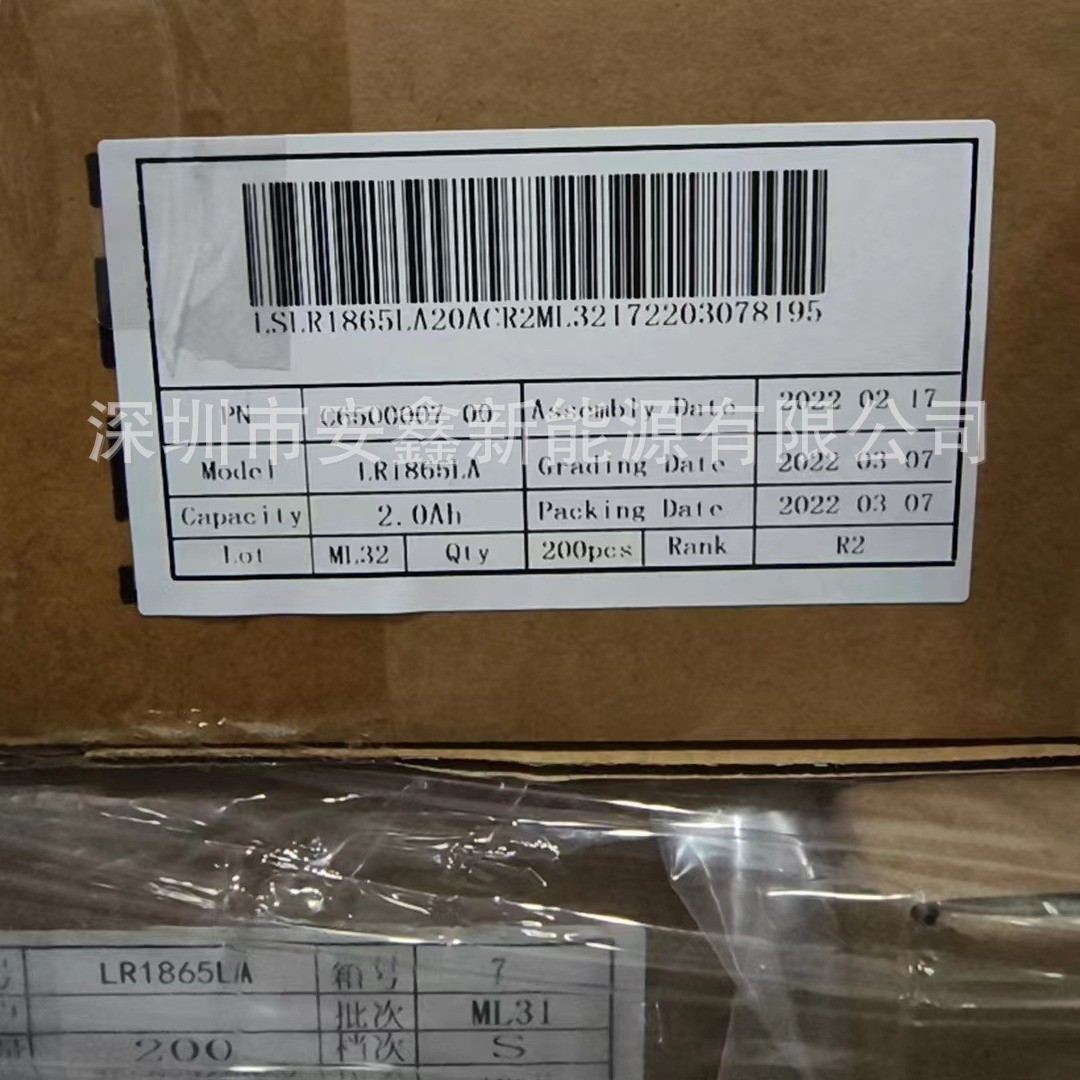 LSLR1865LA20ACR2ML32172203078195
PN C6500007 00 Assembly Date 2022 02 17
深圳市安鑫新能源有限公司
Model LR1865LA Grading Date 2022 03 07
Capacity 2.0Ah Packing Date 2022 03 07
Lot ML32 Qty 200pcs Rank R2
LR1865LA 箱号 7
批次 ML31
200 档次 S